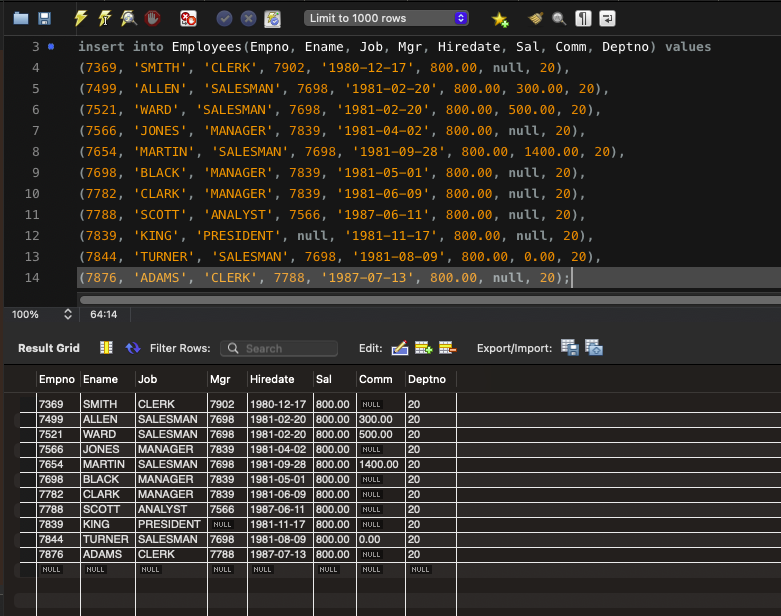 Limit to 1000 rows
3 insert into Employees(Empno, Ename, Job, Mgr, Hiredate, Sal, Comm, Deptno) values
4 (7369, 'SMITH', 'CLERK', 7902, '1980-12-17', 800.00, null, 20),
5 (7499, 'ALLEN', 'SALESMAN', 7698, '1981-02-20', 800.00, 300.00, 20),
6 (7521, 'WARD', 'SALESMAN', 7698, '1981-02-20', 800.00, 500.00, 20),
7 (7566, 'JONES', 'MANAGER', 7839, '1981-04-02', 800.00, null, 20),
8 (7654, 'MARTIN', 'SALESMAN', 7698, '1981-09-28', 800.00, 1400.00, 20),
9 (7698, 'BLACK', 'MANAGER', 7839, '1981-05-01', 800.00, null, 20),
10 (7782, 'CLARK', 'MANAGER', 7839, '1981-06-09', 800.00, null, 20),
11 (7788, 'SCOTT', 'ANALYST', 7566, '1987-06-11', 800.00, null, 20),
12 (7839, 'KING', 'PRESIDENT', null, '1981-11-17', 800.00, null, 20),
13 (7844, 'TURNER', 'SALESMAN', 7698, '1981-08-09', 800.00, 0.00, 20),
14 (7876, 'ADAMS', 'CLERK', 7788, '1987-07-13', 800.00, null, 20);
100% 64:14
Result Grid Filter Rows: Search Edit: Export/Import:
Empno Ename Job Mgr Hiredate Sal Comm Deptno
7369 SMITH CLERK 7902 1980-12-17 800.00 NULL 20
7499 ALLEN SALESMAN 7698 1981-02-20 800.00 300.00 20
7521 WARD SALESMAN 7698 1981-02-20 800.00 500.00 20
7566 JONES MANAGER 7839 1981-04-02 800.00 NULL 20
7654 MARTIN SALESMAN 7698 1981-09-28 800.00 1400.00 20
7698 BLACK MANAGER 7839 1981-05-01 800.00 NULL 20
7782 CLARK MANAGER 7839 1981-06-09 800.00 NULL 20
7788 SCOTT ANALYST 7566 1987-06-11 800.00 NULL 20
7839 KING PRESIDENT NULL 1981-11-17 800.00 NULL 20
7844 TURNER SALESMAN 7698 1981-08-09 800.00 0.00 20
7876 ADAMS CLERK 7788 1987-07-13 800.00 NULL 20
NULL NULL NULL NULL NULL NULL NULL NULL